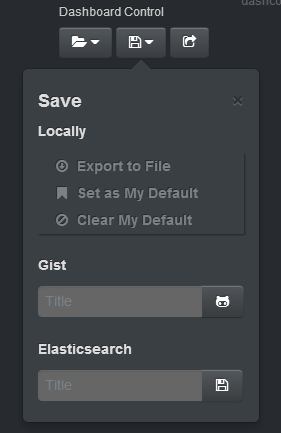 Dashboard Control
Save
Locally
Export to File
Set as My Default
Clear My Default
Gist
Title
Elasticsearch
Title